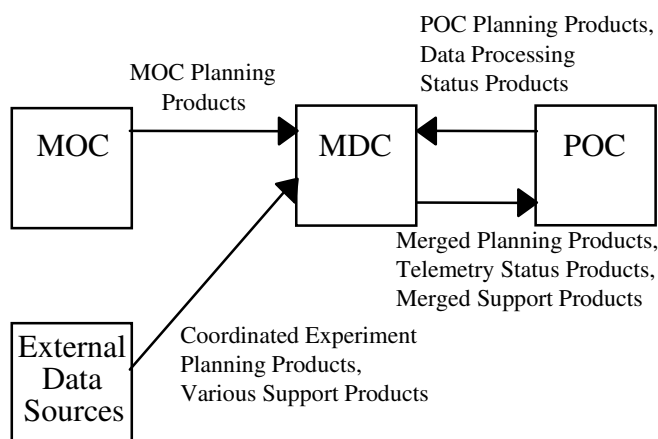 POC Planning Products,
Data Processing
Status Products
MOC Planning
Products
MOC
MDC
POC
Merged Planning Products,
Telemetry Status Products,
Merged Support Products
External
Data
Sources
Coordinated Experiment
Planning Products,
Various Support Products